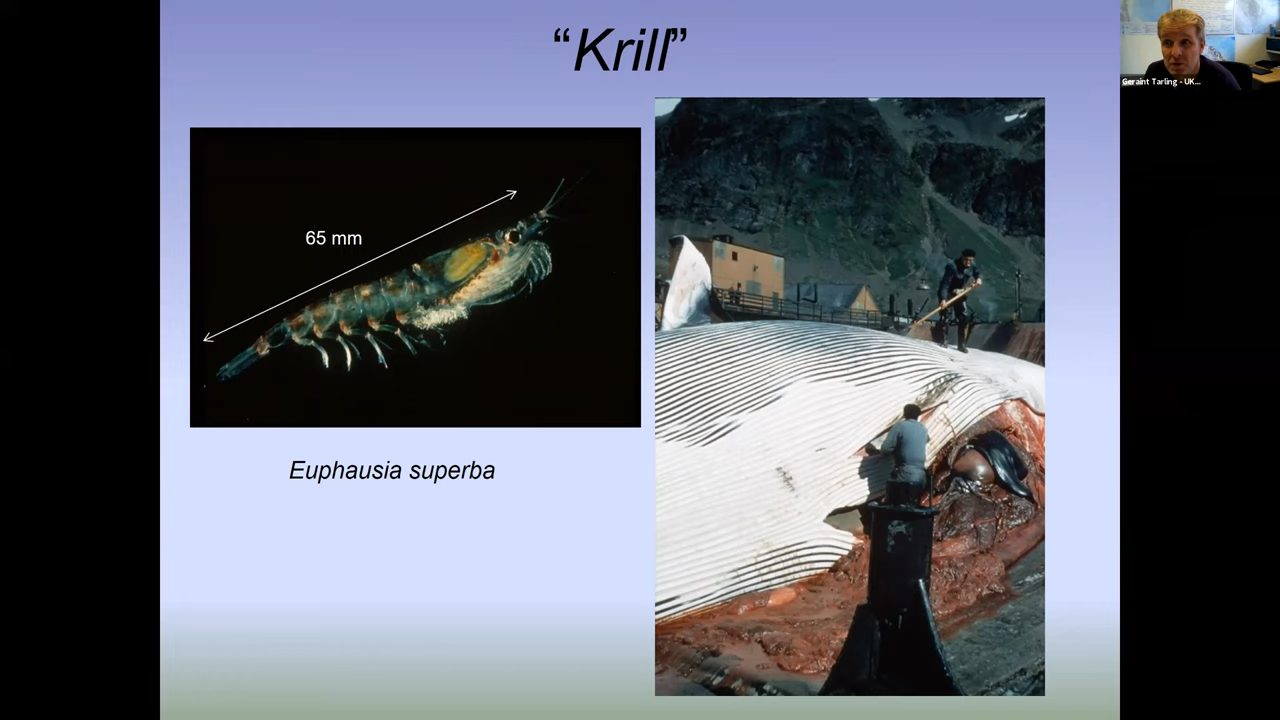 “Krill”
65 mm
Euphausia superba
Geraint Tarling - UK...